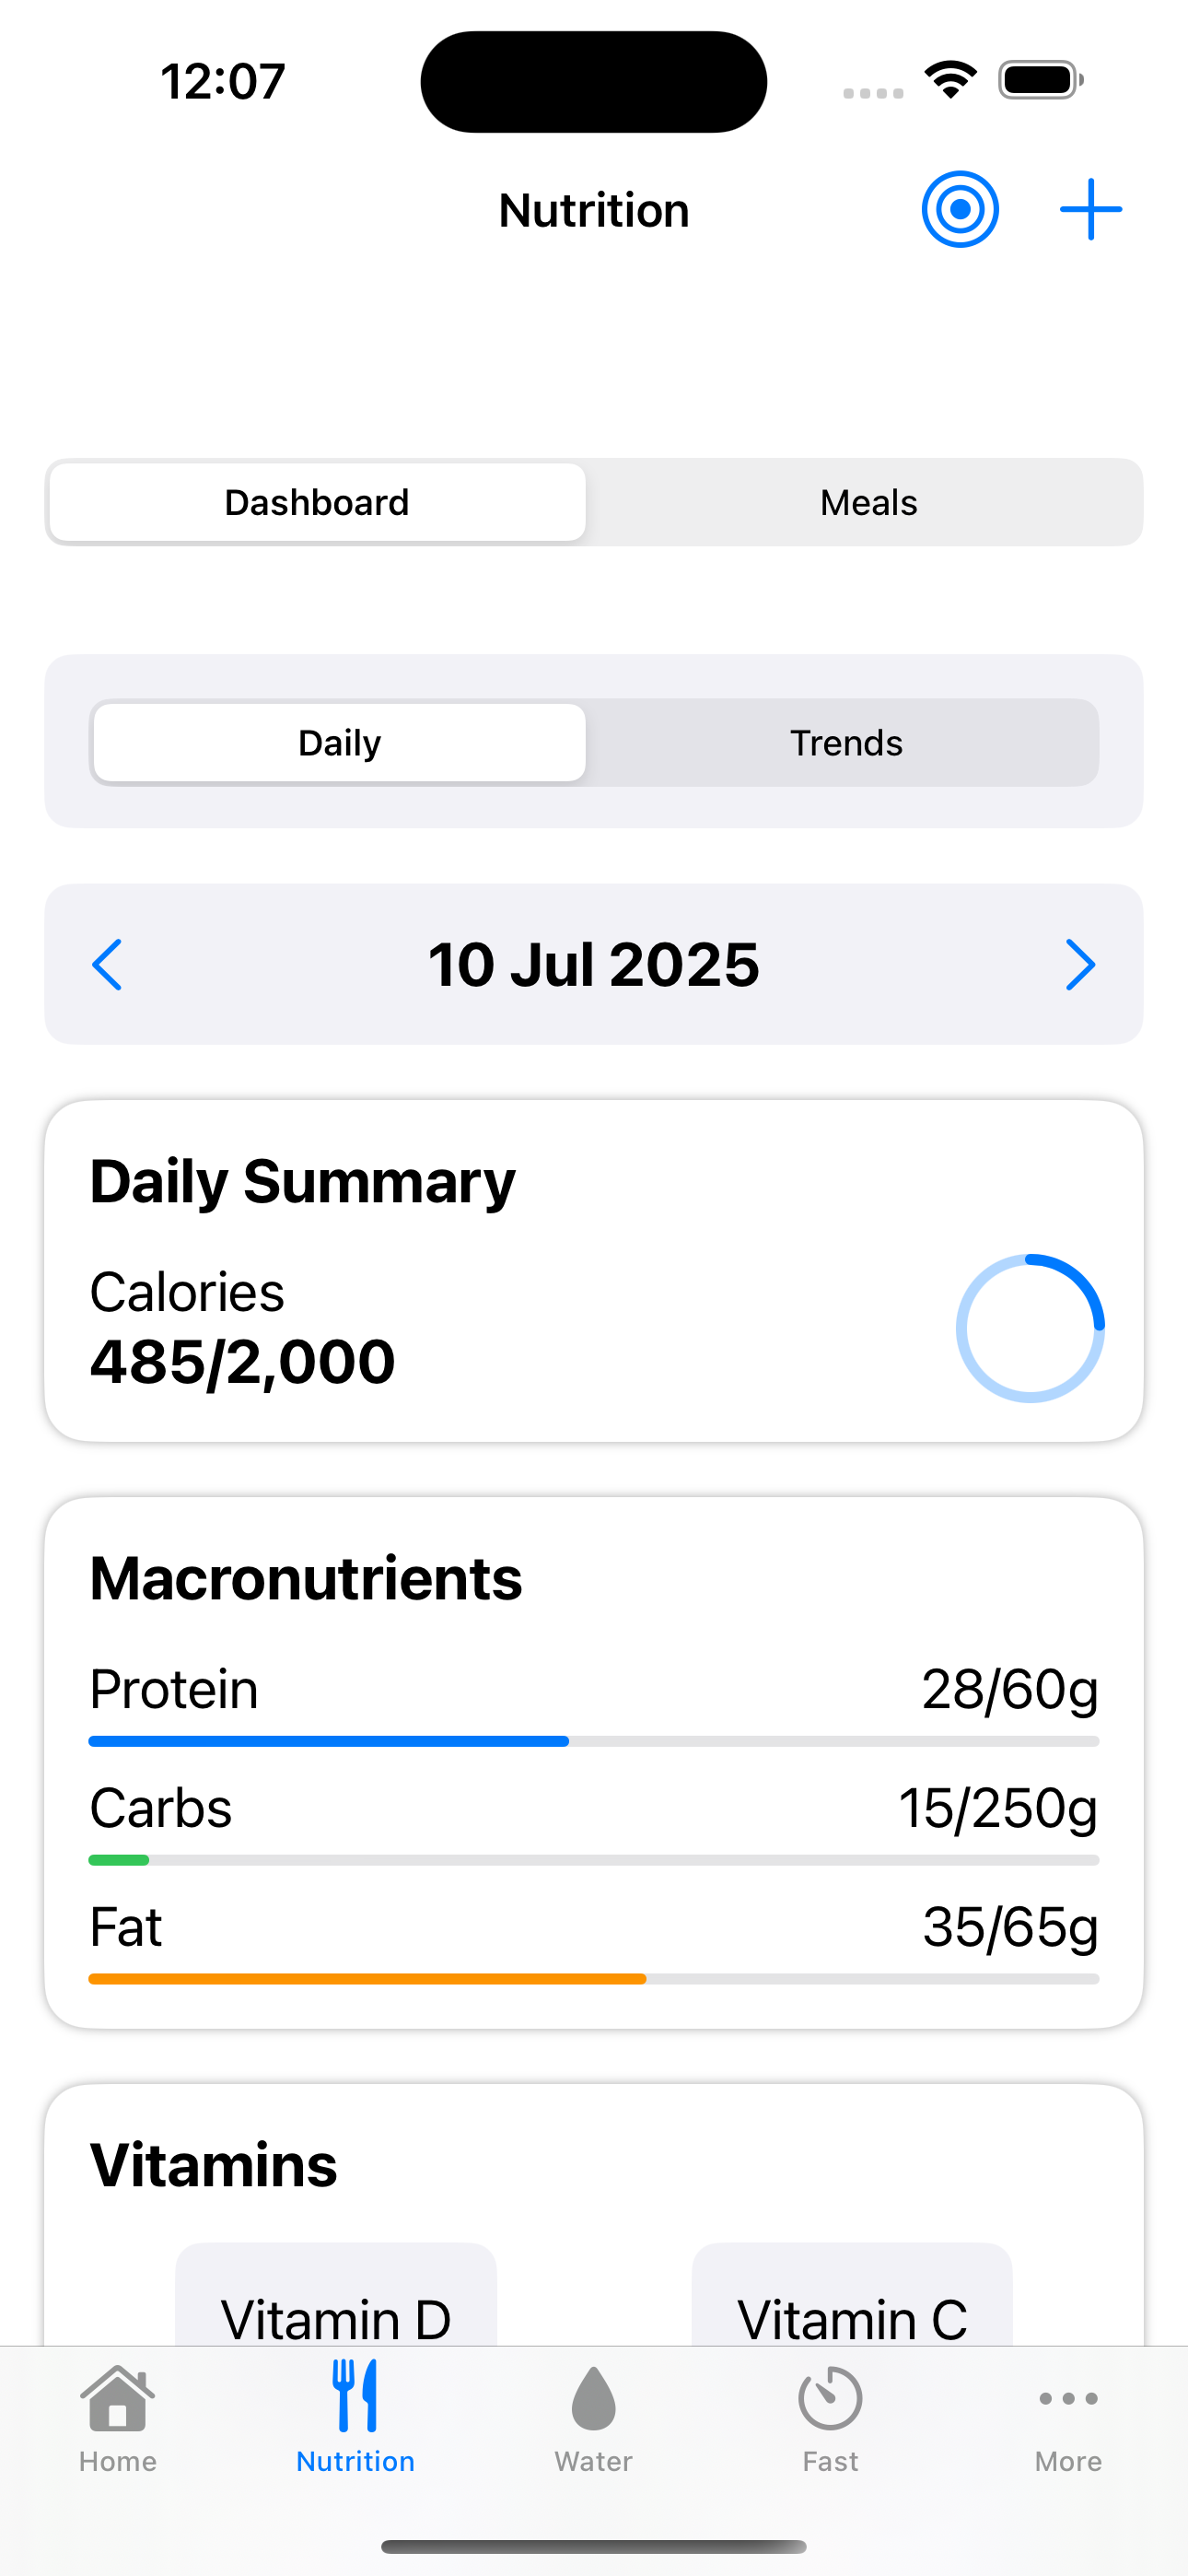 12:07
Nutrition
Dashboard
Meals
Daily
Trends
10 Jul 2025
Daily Summary
Calories
485/2,000
Macronutrients
Protein
28/60g
Carbs
15/250g
Fat
35/65g
Vitamins
Vitamin D
Vitamin C
Home
Nutrition
Water
Fast
More